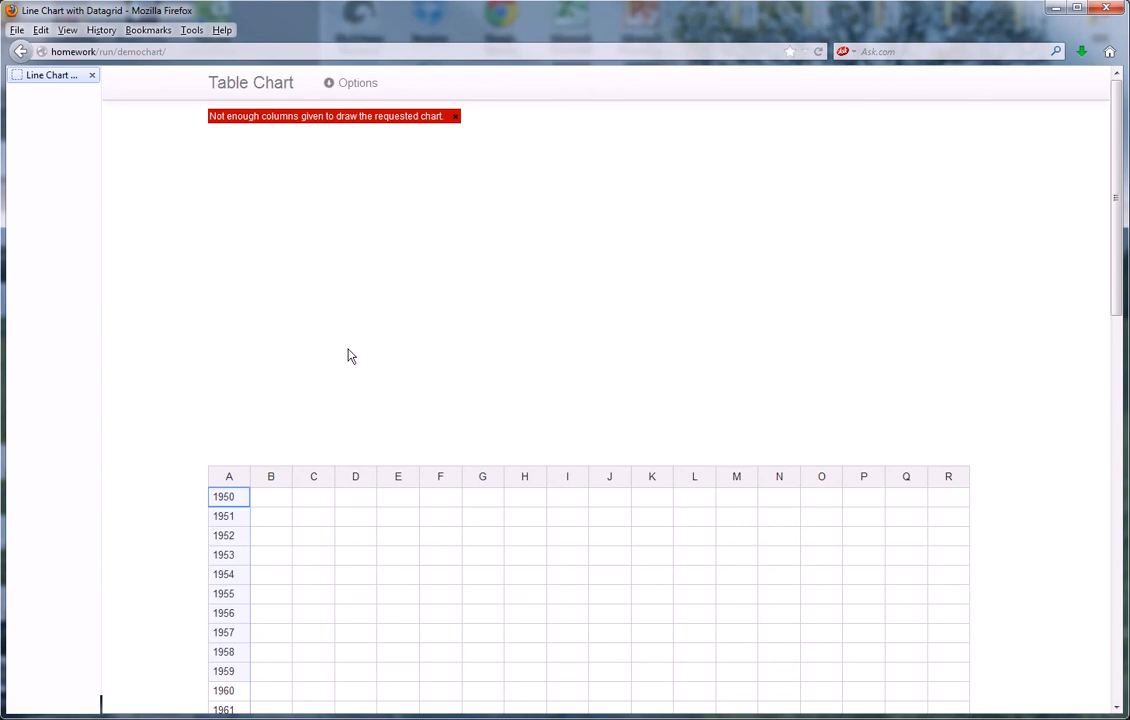 Line Chart with Datagrid - Mozilla Firefox
File Edit View History Bookmarks Tools Help
homework/run/demochart/
Ask Ask.com
Line Chart ...
Table Chart Options
Not enough columns given to draw the requested chart. ×
A B C D E F G H I J K L M N O P Q R
1950
1951
1952
1953
1954
1955
1956
1957
1958
1959
1960
1961